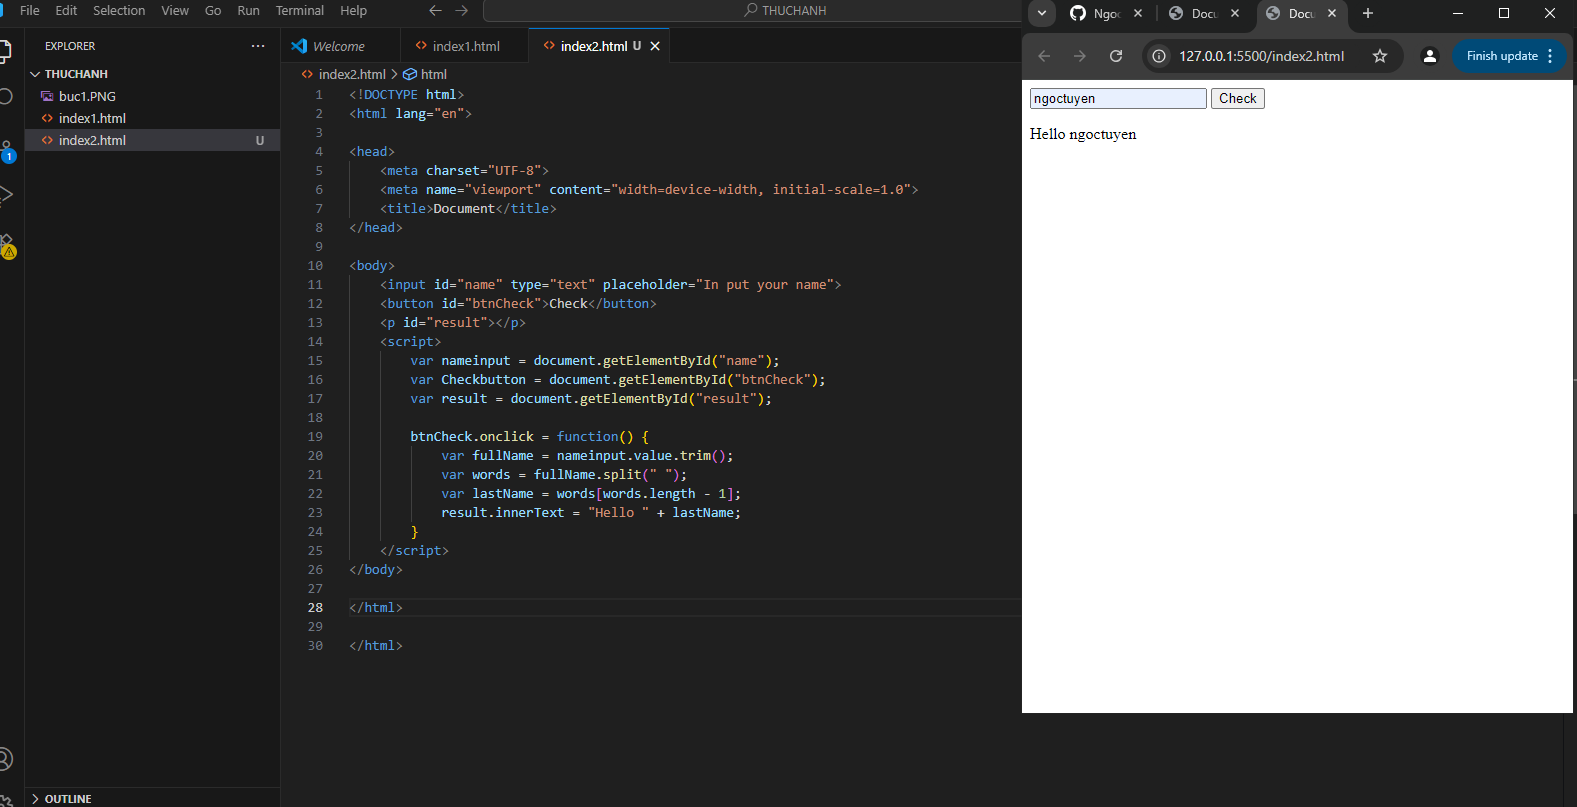 File Edit Selection View Go Run Terminal Help
THUCHANH
EXPLORER
THUCHANH
buc1.PNG
index1.html
index2.html U
1
OUTLINE
Welcome
index1.html
index2.html U
index2.html > html
1 <!DOCTYPE html>
2 <html lang="en">
3
4 <head>
5 <meta charset="UTF-8">
6 <meta name="viewport" content="width=device-width, initial-scale=1.0">
7 <title>Document</title>
8 </head>
9
10 <body>
11 <input id="name" type="text" placeholder="In put your name">
12 <button id="btnCheck">Check</button>
13 <p id="result"></p>
14 <script>
15 var nameinput = document.getElementById("name");
16 var Checkbutton = document.getElementById("btnCheck");
17 var result = document.getElementById("result");
18
19 btnCheck.onclick = function() {
20 var fullName = nameinput.value.trim();
21 var words = fullName.split(" ");
22 var lastName = words[words.length - 1];
23 result.innerText = "Hello " + lastName;
24 }
25 </script>
26 </body>
27
28 </html>
29
30 </html>
Ngoc
Docu
Docu
127.0.0.1:5500/index2.html
Finish update
ngoctuyen Check
Hello ngoctuyen